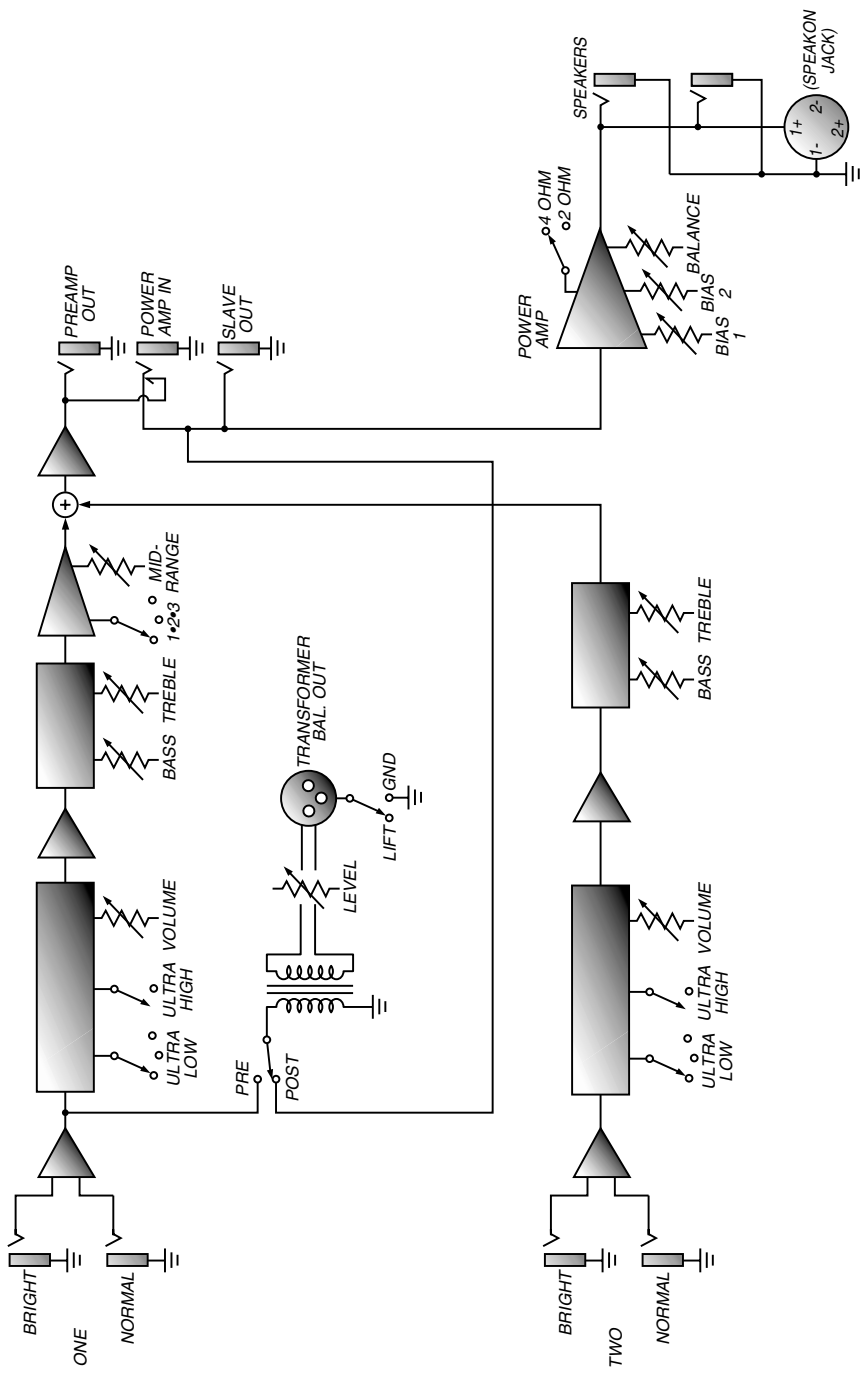 BRIGHT
ONE
NORMAL
ULTRA
LOW
ULTRA
HIGH
VOLUME
BASS
TREBLE
1•2•3
MID-
RANGE
+
PREAMP
OUT
POWER
AMP IN
SLAVE
OUT
PRE
POST
LEVEL
TRANSFORMER
BAL. OUT
LIFT
GND
BRIGHT
TWO
NORMAL
ULTRA
LOW
ULTRA
HIGH
VOLUME
BASS
TREBLE
POWER
AMP
4 OHM
2 OHM
BIAS
1
BIAS
2
BALANCE
SPEAKERS
1+
2-
1-
2+
(SPEAKON
JACK)